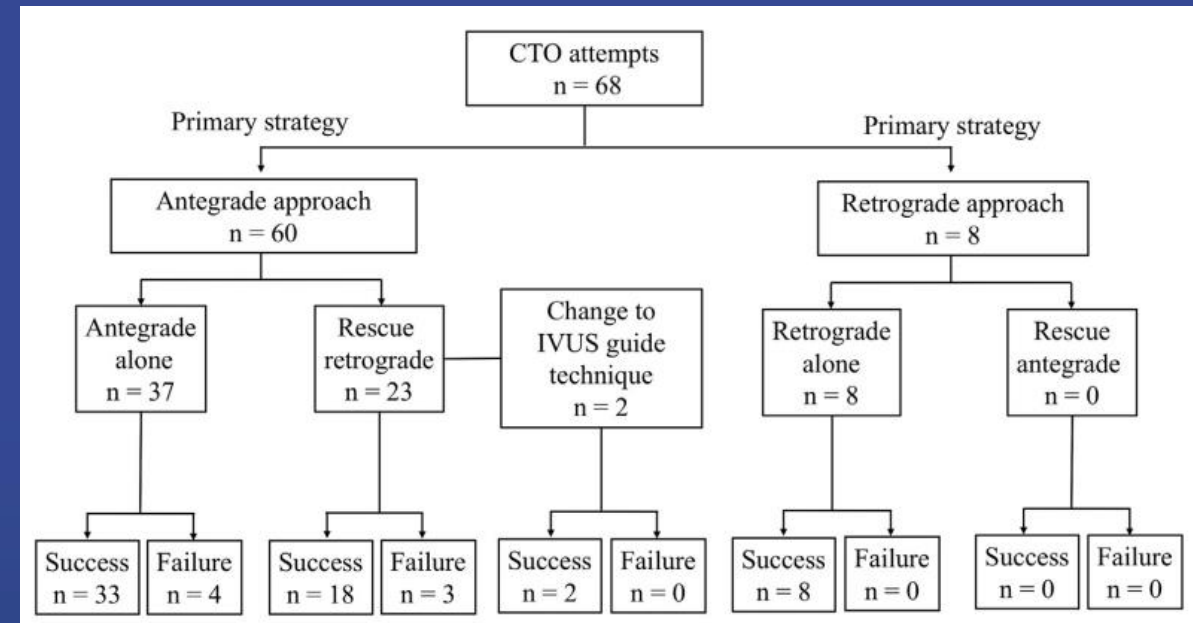 CTO attempts
n = 68
Primary strategy
Primary strategy
Antegrade approach
n = 60
Retrograde approach
n = 8
Antegrade
alone
n = 37
Rescue
retrograde
n = 23
Change to
IVUS guide
technique
n = 2
Retrograde
alone
n = 8
Rescue
antegrade
n = 0
Success
n = 33
Failure
n = 4
Success
n = 18
Failure
n = 3
Success
n = 2
Failure
n = 0
Success
n = 8
Failure
n = 0
Success
n = 0
Failure
n = 0